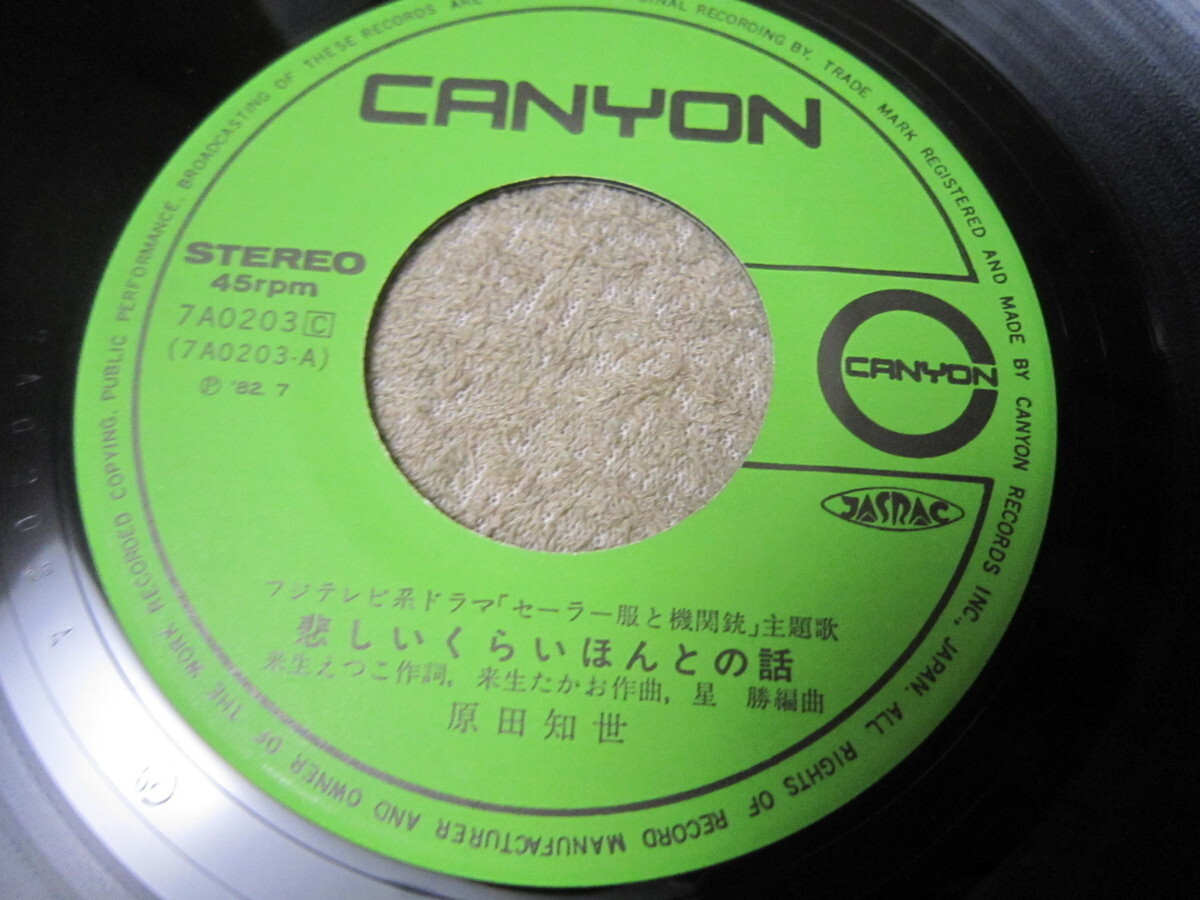 CANYON
STEREO
45rpm
7A0203 C
(7A0203-A)
Ⓟ '82. 7
CANYON
JASRAC
フジテレビ系ドラマ「セーラー服と機関銃」主題歌
悲しいくらいほんとの話
来生えつこ作詞, 来生たかお作曲, 星 勝編曲
原田知世
ORIGINAL RECORDING BY, TRADE MARK REGISTERED AND MADE BY CANYON RECORDS INC., JAPAN. ALL RIGHTS OF RECORD MANUFACTURER AND OWNER OF THE WORK RECORDED COPYING, PUBLIC PERFORMANCE, BROADCASTING OF THESE RECORDS ARE